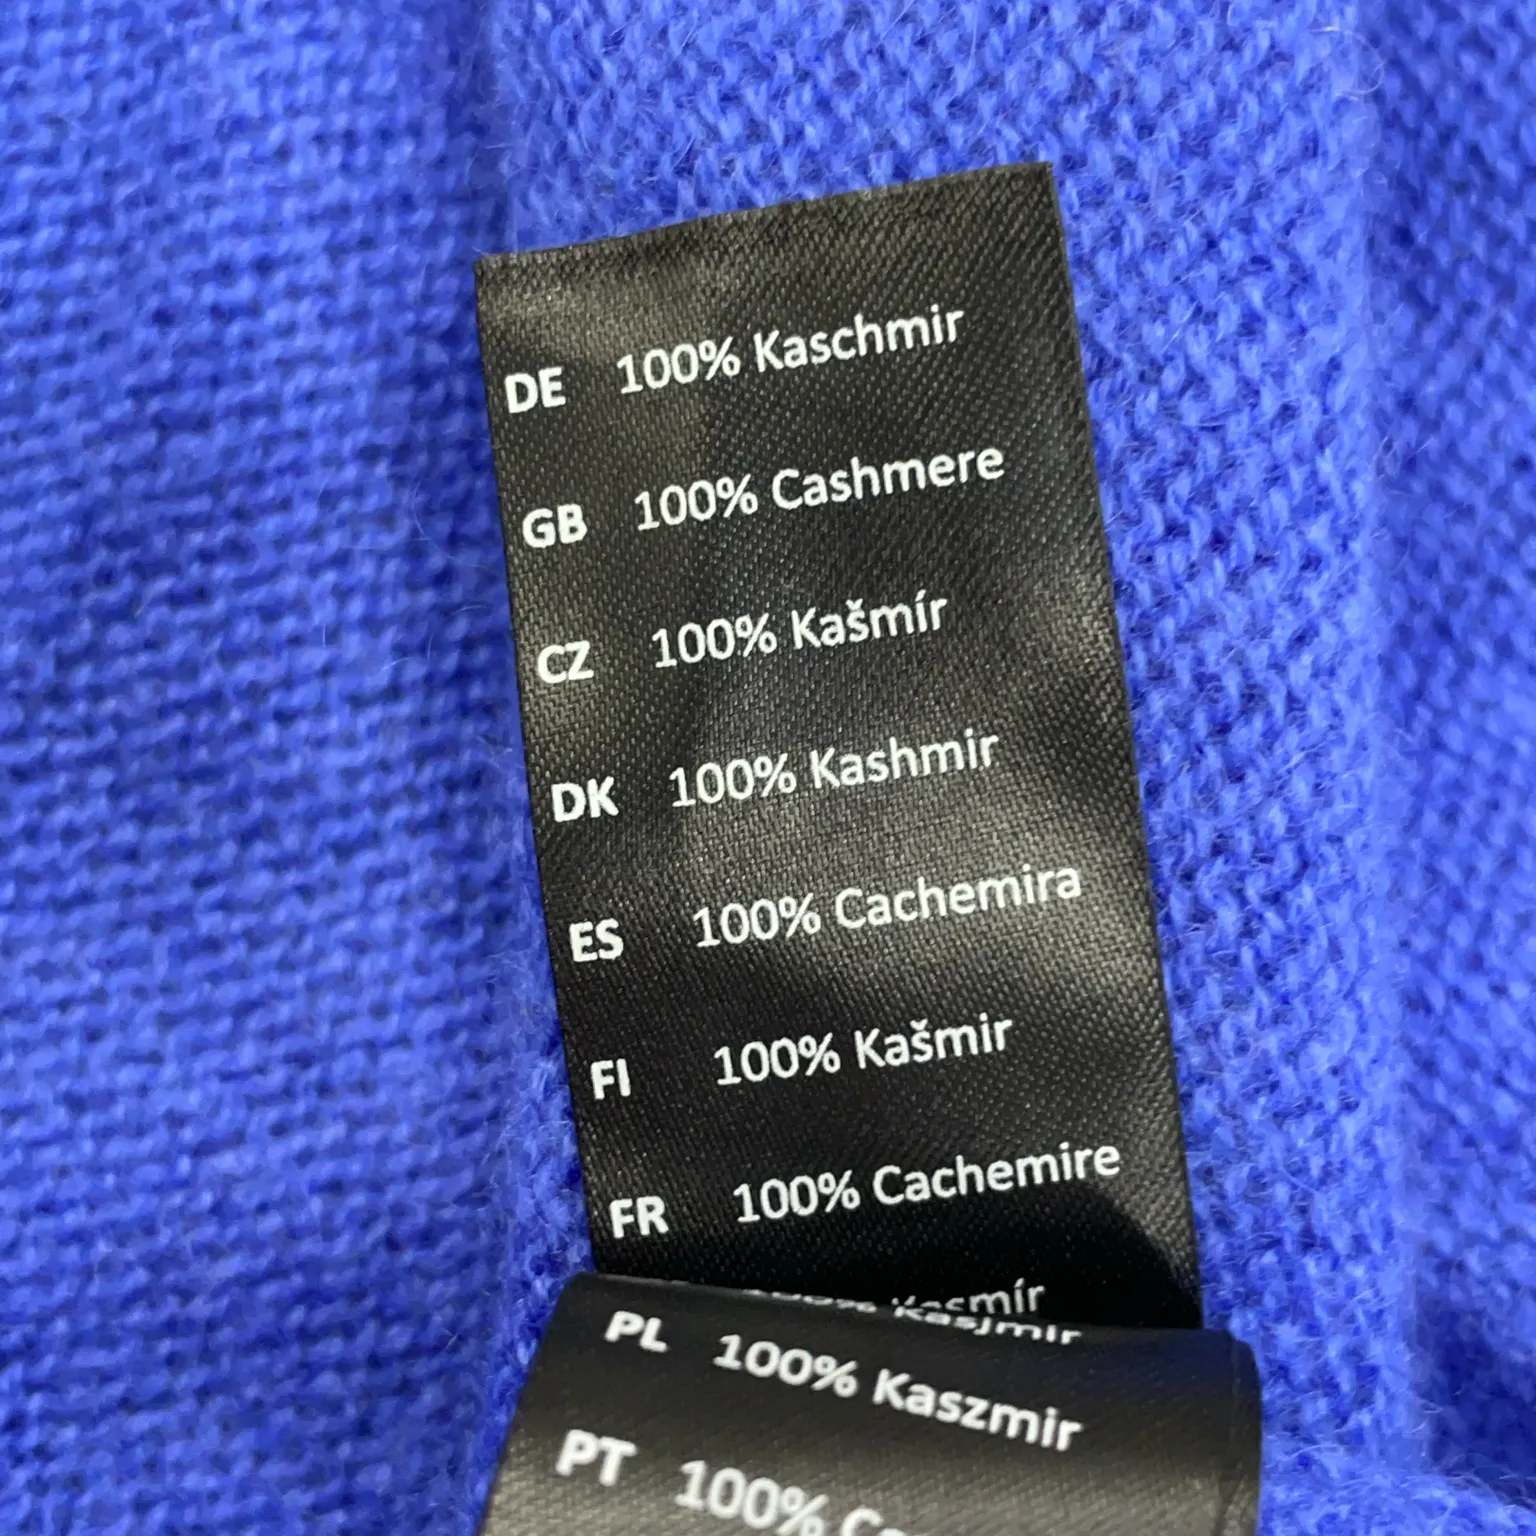 DE 100% Kaschmir
GB 100% Cashmere
CZ 100% Kašmír
DK 100% Kashmir
ES 100% Cachemira
FI 100% Kašmir
FR 100% Cachemire
PL 100% Kaszmir
PT 100%